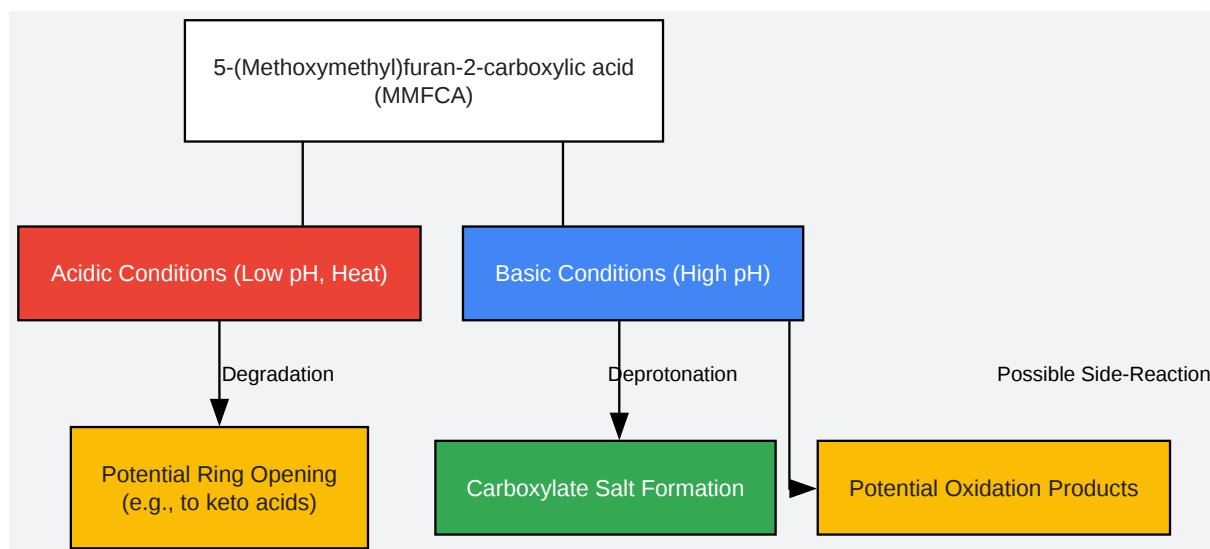 5-(Methoxymethyl)furan-2-carboxylic acid
(MMFCA)
Acidic Conditions (Low pH, Heat)
Basic Conditions (High pH)
Degradation
Deprotonation
Possible Side-Reaction
Potential Ring Opening
(e.g., to keto acids)
Carboxylate Salt Formation
Potential Oxidation Products